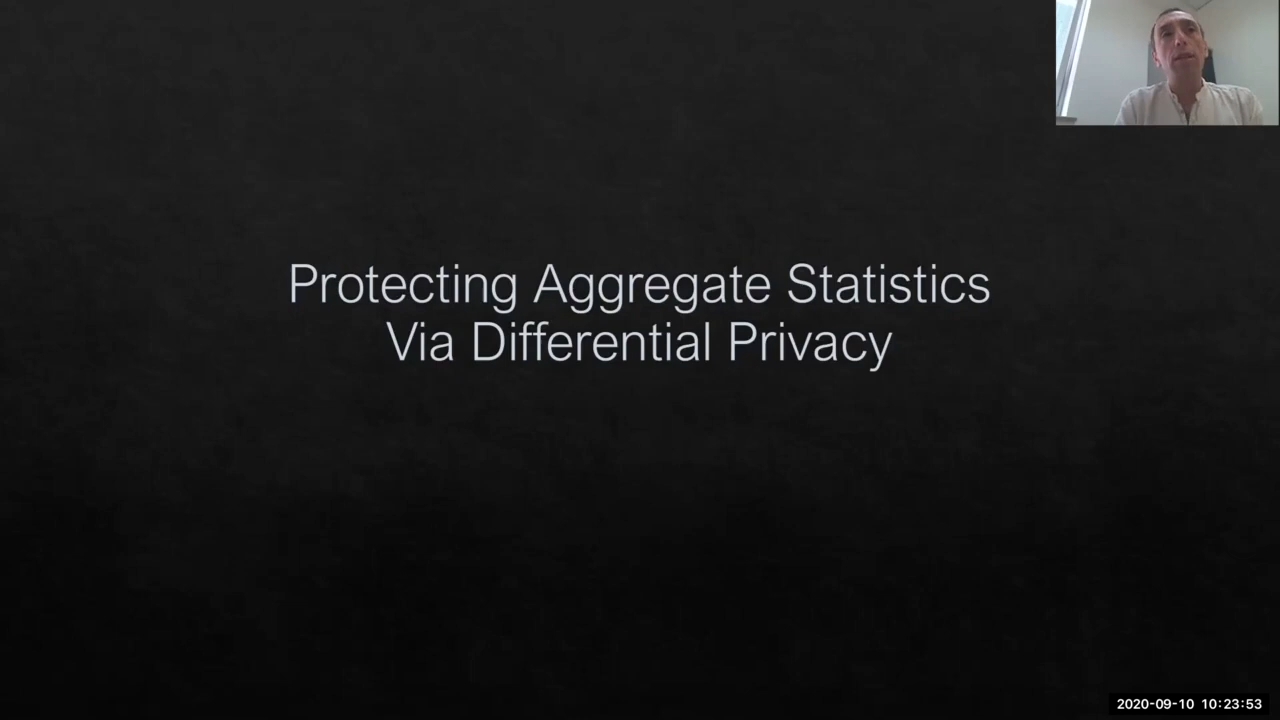 Protecting Aggregate Statistics
Via Differential Privacy
2020-09-10 10:23:53